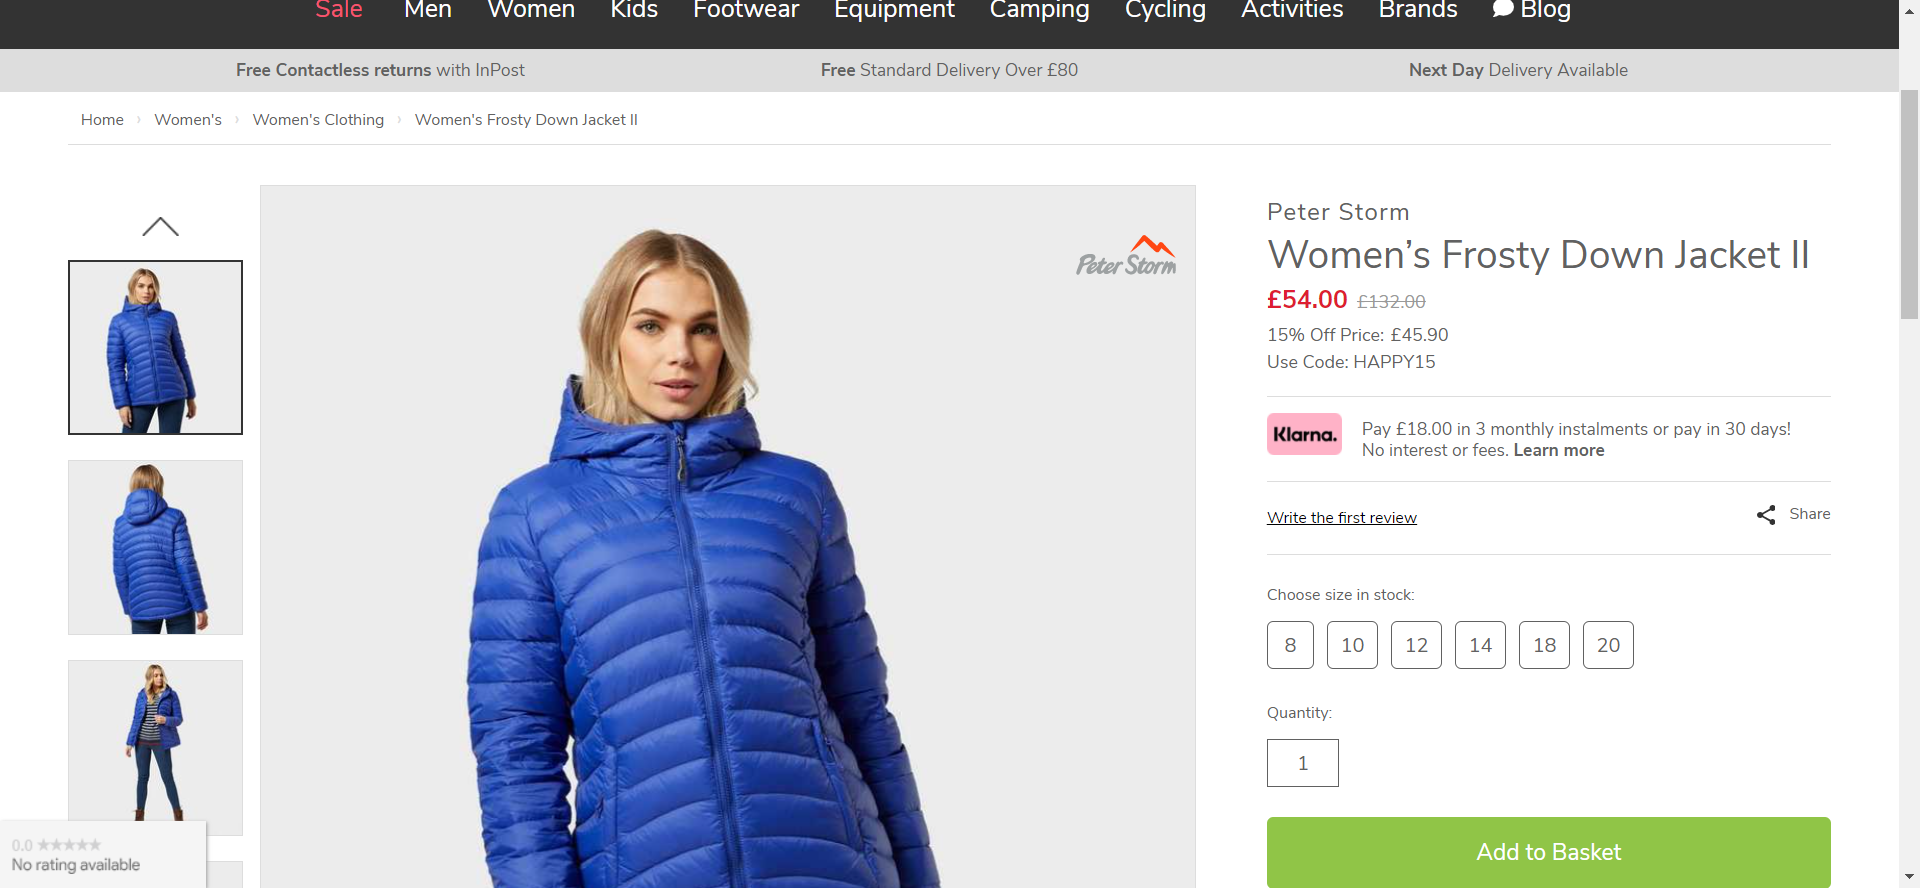 Sale Men Women Kids Footwear Equipment Camping Cycling Activities Brands Blog
Free Contactless returns with InPost
Free Standard Delivery Over £80
Next Day Delivery Available
Home › Women's › Women's Clothing › Women's Frosty Down Jacket II
Peter Storm
Peter Storm
Women’s Frosty Down Jacket II
£54.00 £132.00
15% Off Price: £45.90
Use Code: HAPPY15
Klarna.
Pay £18.00 in 3 monthly instalments or pay in 30 days!
No interest or fees. Learn more
Write the first review
Share
Choose size in stock:
8 10 12 14 18 20
Quantity:
1
Add to Basket
0.0 ★★★★★
No rating available